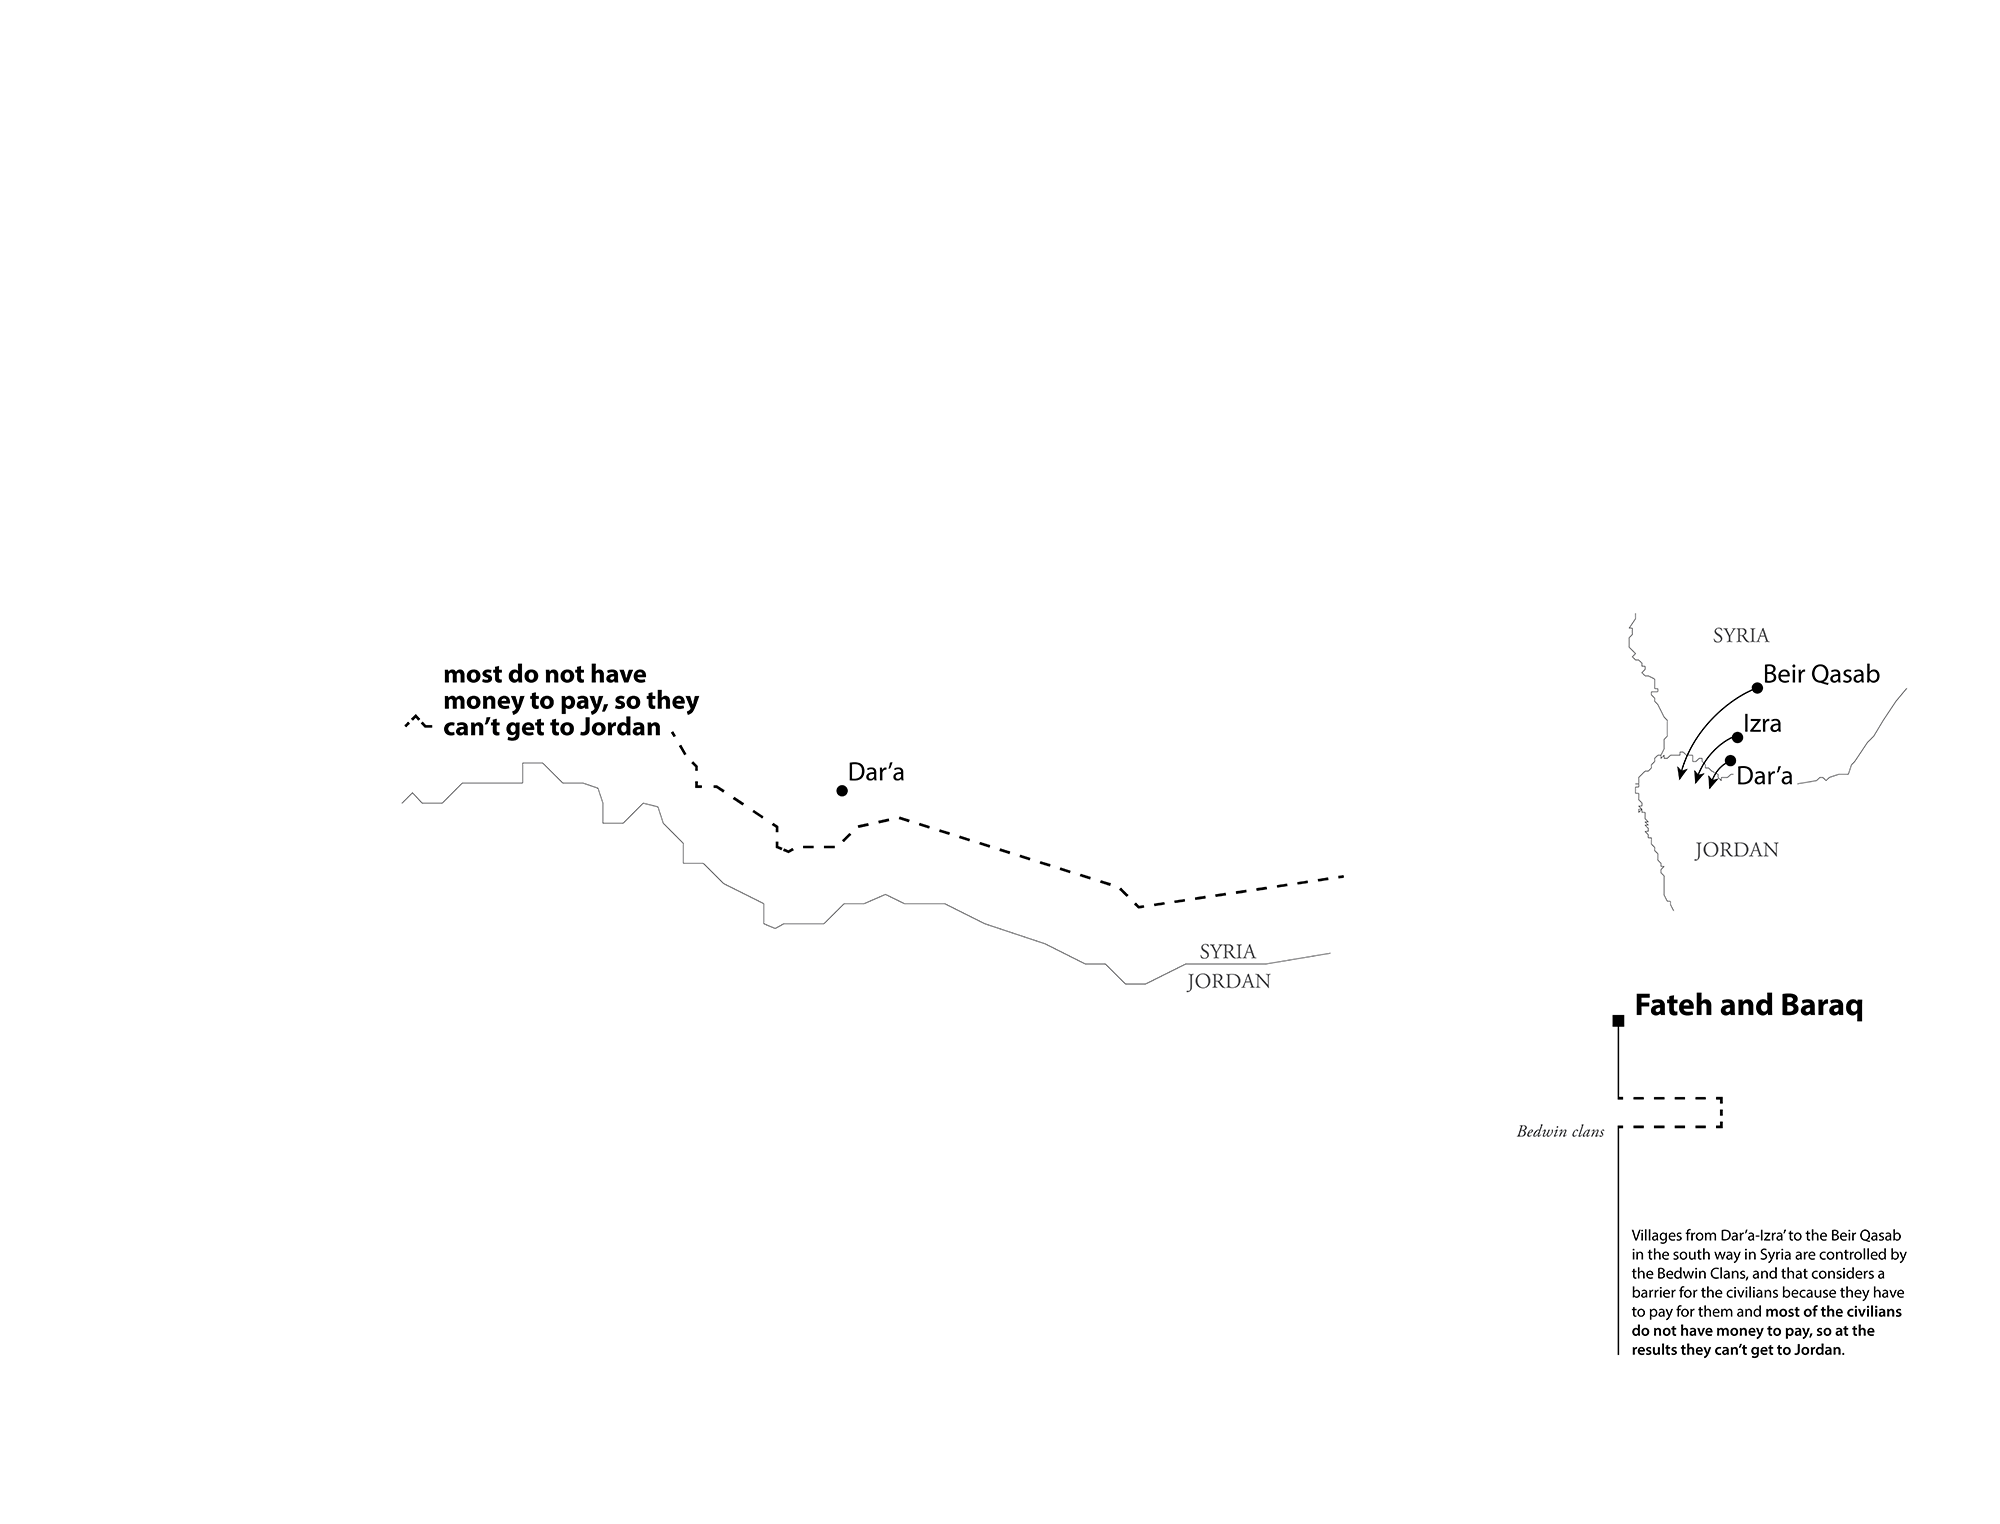 most do not have
money to pay, so they
can’t get to Jordan
Dar’a
SYRIA
JORDAN
SYRIA
Beir Qasab
Izra
Dar’a
JORDAN
Fateh and Baraq
Bedwin clans
Villages from Dar’a-Izra’ to the Beir Qasab
in the south way in Syria are controlled by
the Bedwin Clans, and that considers a
barrier for the civilians because they have
to pay for them and most of the civilians
do not have money to pay, so at the
results they can’t get to Jordan.